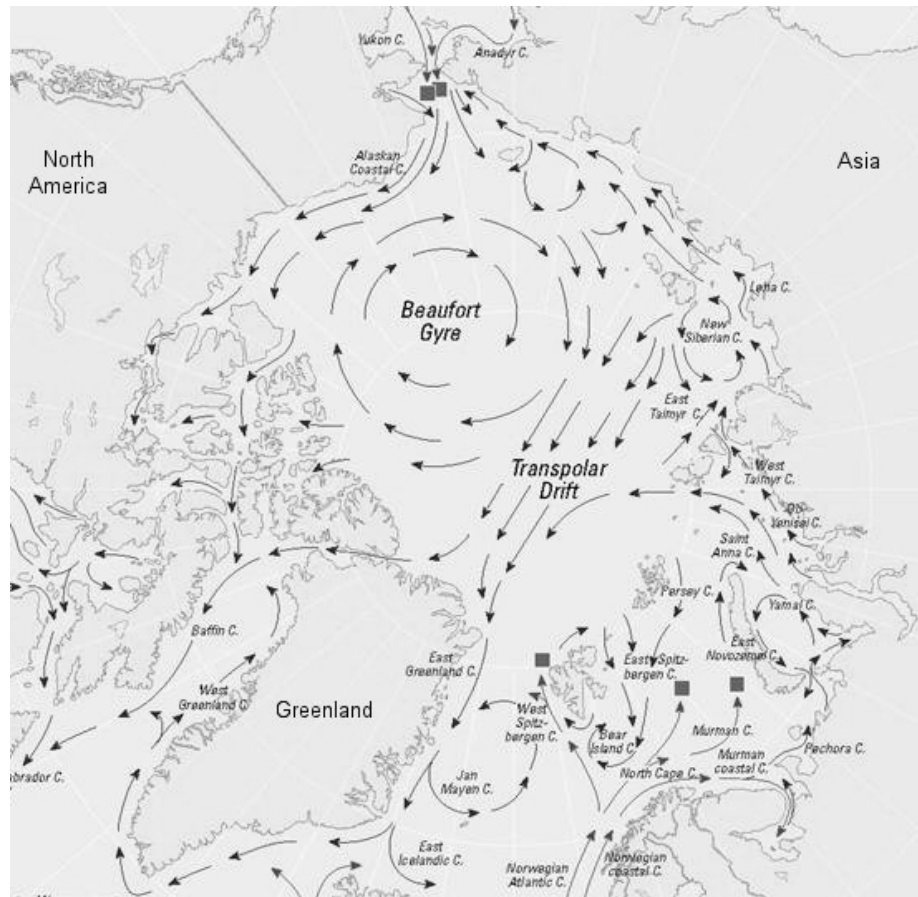 Yukon C.
Anadyr C.
North
America
Asia
Alaskan
Coastal C.
Lena C.
Beaufort
Gyre
New
Siberian C.
East
Taimyr C.
Transpolar
Drift
West
Taimyr C.
Ob
Yenisei C.
Saint
Anna C.
Persey C.
Yamal C.
Baffin C.
East
Novozemel C.
East
Greenland C.
East Spitz-
bergen C.
West
Greenland C.
Greenland
West
Spitz-
bergen C.
Bear
Island C.
Murman C.
Murman
coastal C.
Pechora C.
North Cape C.
abrador C.
Jan
Mayen C.
East
Icelandic C.
Norwegian
Atlantic C.
Norwegian
coastal C.